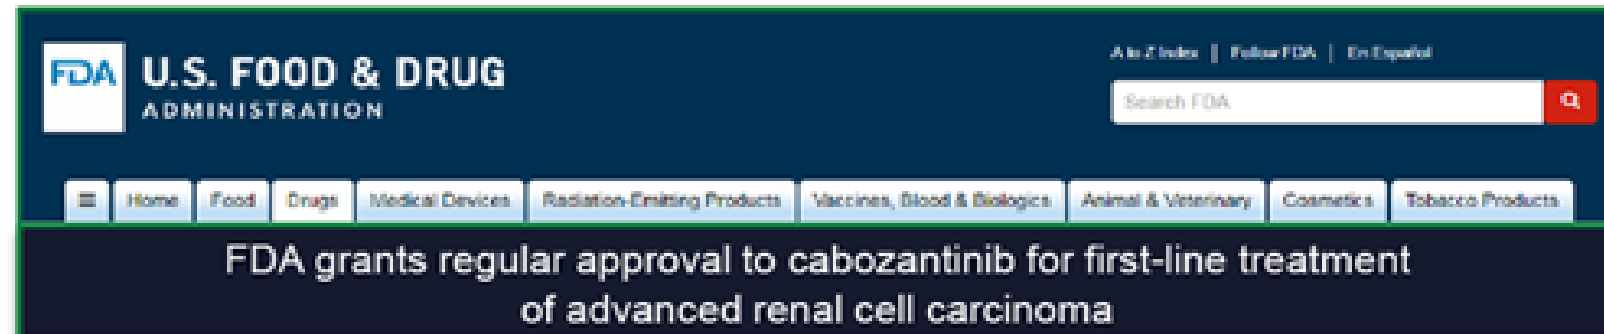 FDA U.S. FOOD & DRUG
ADMINISTRATION
A to Z Index | Follow FDA | En Español
Search FDA
Home Food Drugs Medical Devices Radiation-Emitting Products Vaccines, Blood & Biologics Animal & Veterinary Cosmetics Tobacco Products
FDA grants regular approval to cabozantinib for first-line treatment
of advanced renal cell carcinoma